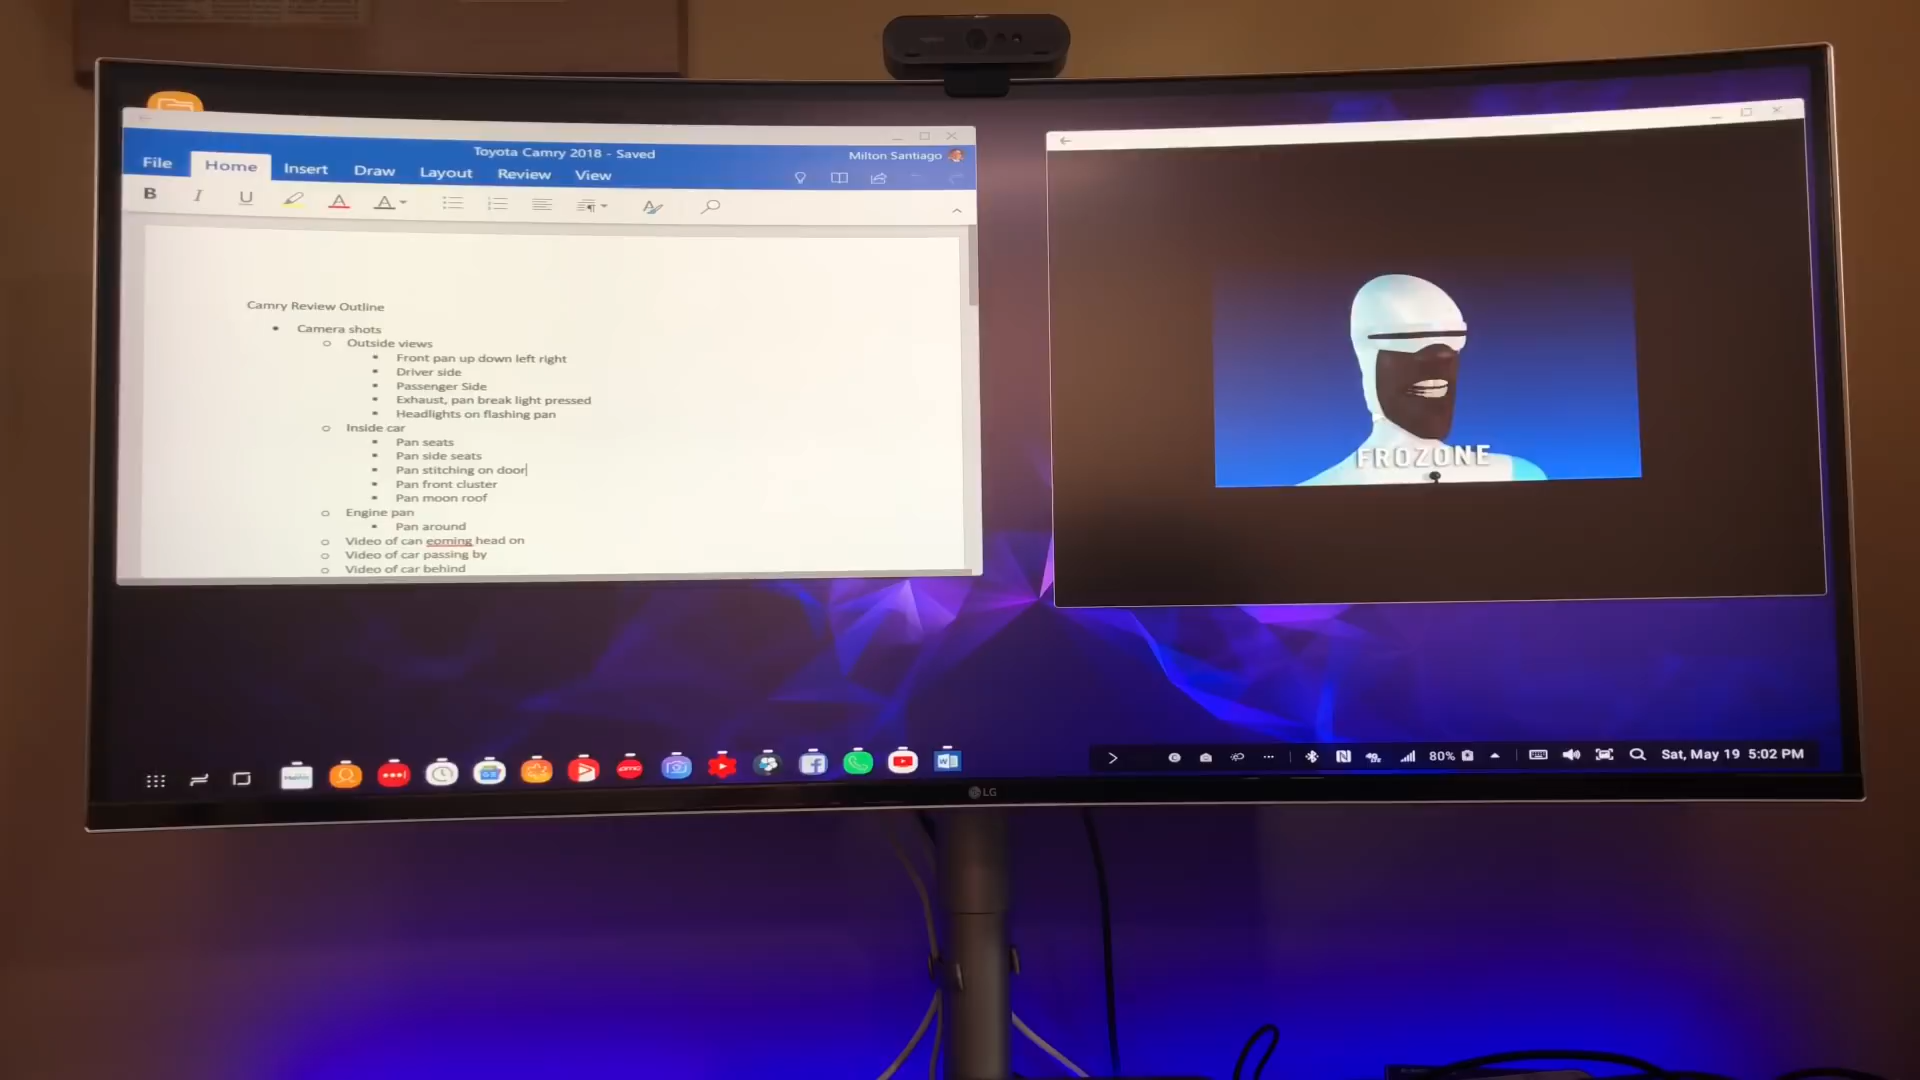 Toyota Camry 2018 - Saved
Milton Santiago
File Home Insert Draw Layout Review View
B I U A A
Camry Review Outline
Camera shots
Outside views
Front pan up down left right
Driver side
Passenger Side
Exhaust, pan break light pressed
Headlights on flashing pan
Inside car
Pan seats
Pan side seats
Pan stitching on door
Pan front cluster
Pan moon roof
Engine pan
Pan around
Video of can eoming head on
Video of car passing by
Video of car behind
FROZONE
80%
Sat, May 19 5:02 PM
LG